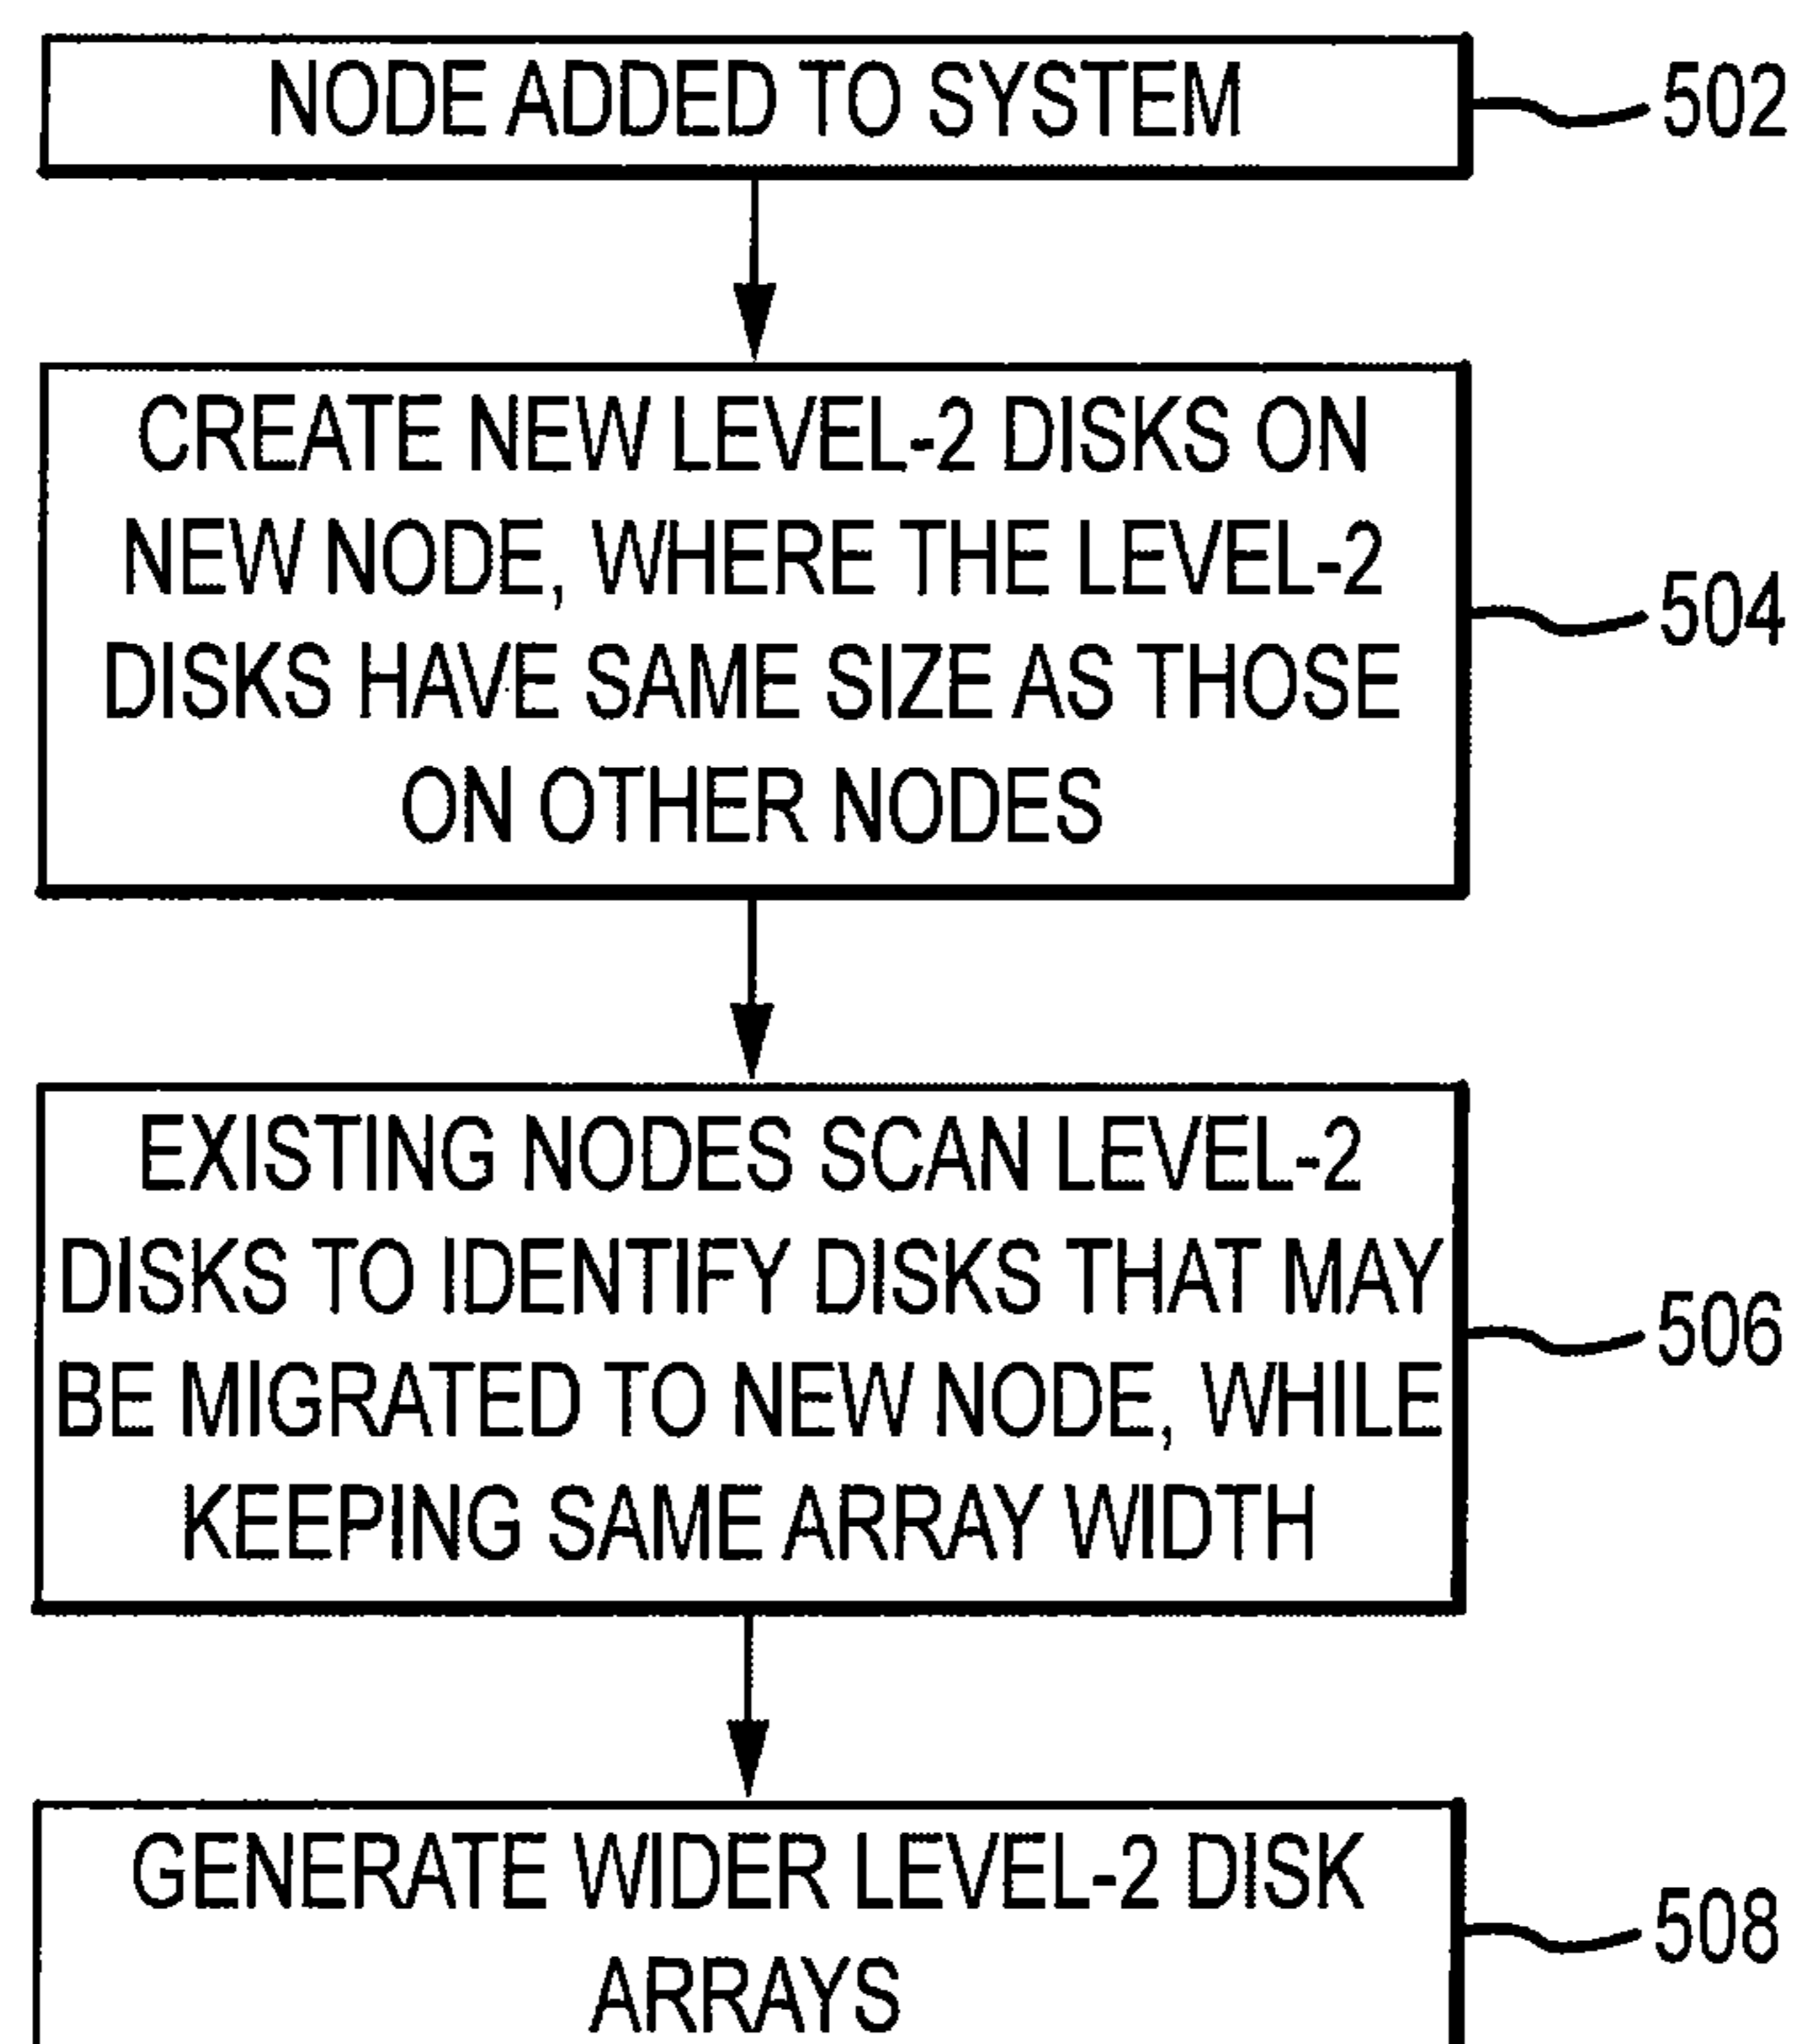 NODE ADDED TO SYSTEM
502
CREATE NEW LEVEL-2 DISKS ON
NEW NODE, WHERE THE LEVEL-2
DISKS HAVE SAME SIZE AS THOSE
ON OTHER NODES
504
EXISTING NODES SCAN LEVEL-2
DISKS TO IDENTIFY DISKS THAT MAY
BE MIGRATED TO NEW NODE, WHILE
KEEPING SAME ARRAY WIDTH
506
GENERATE WIDER LEVEL-2 DISK
ARRAYS
508